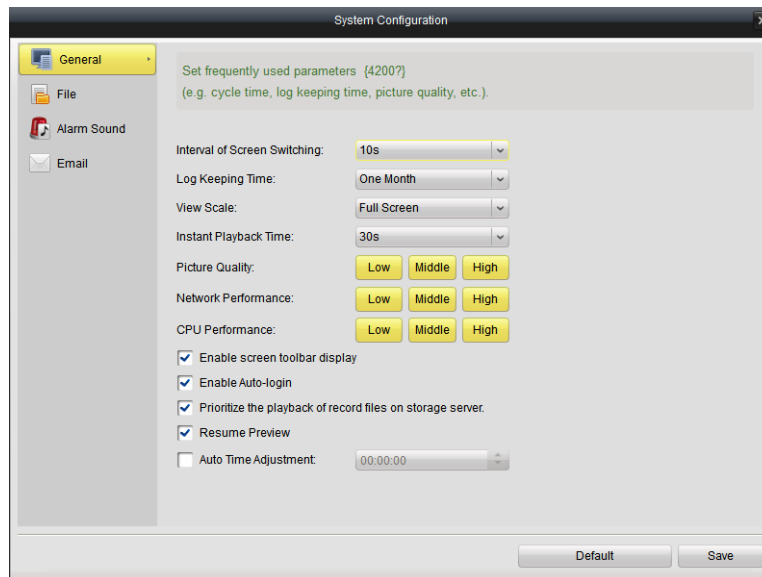 System Configuration
General
File
Alarm Sound
Email
Set frequently used parameters {4200?}
(e.g. cycle time, log keeping time, picture quality, etc.).
Interval of Screen Switching: 10s
Log Keeping Time: One Month
View Scale: Full Screen
Instant Playback Time: 30s
Picture Quality: Low Middle High
Network Performance: Low Middle High
CPU Performance: Low Middle High
Enable screen toolbar display
Enable Auto-login
Prioritize the playback of record files on storage server.
Resume Preview
Auto Time Adjustment: 00:00:00
Default Save